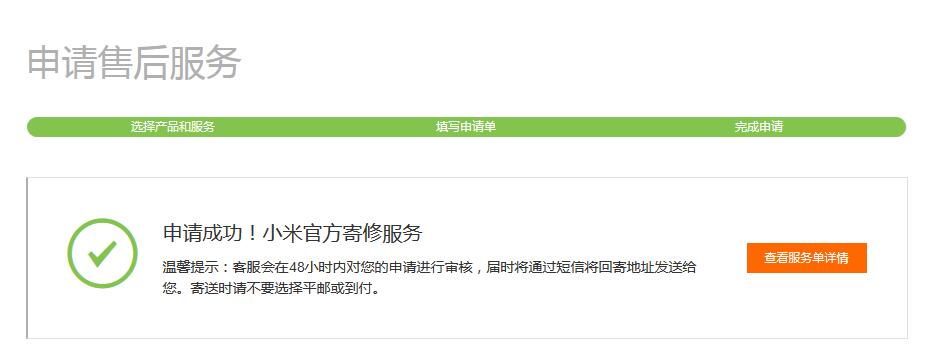 申请售后服务
选择产品和服务 填写申请单 完成申请
申请成功！小米官方寄修服务
温馨提示：客服会在48小时内对您的申请进行审核，届时将通过短信将回寄地址发送给
您。寄送时请不要选择平邮或到付。
查看服务单详情